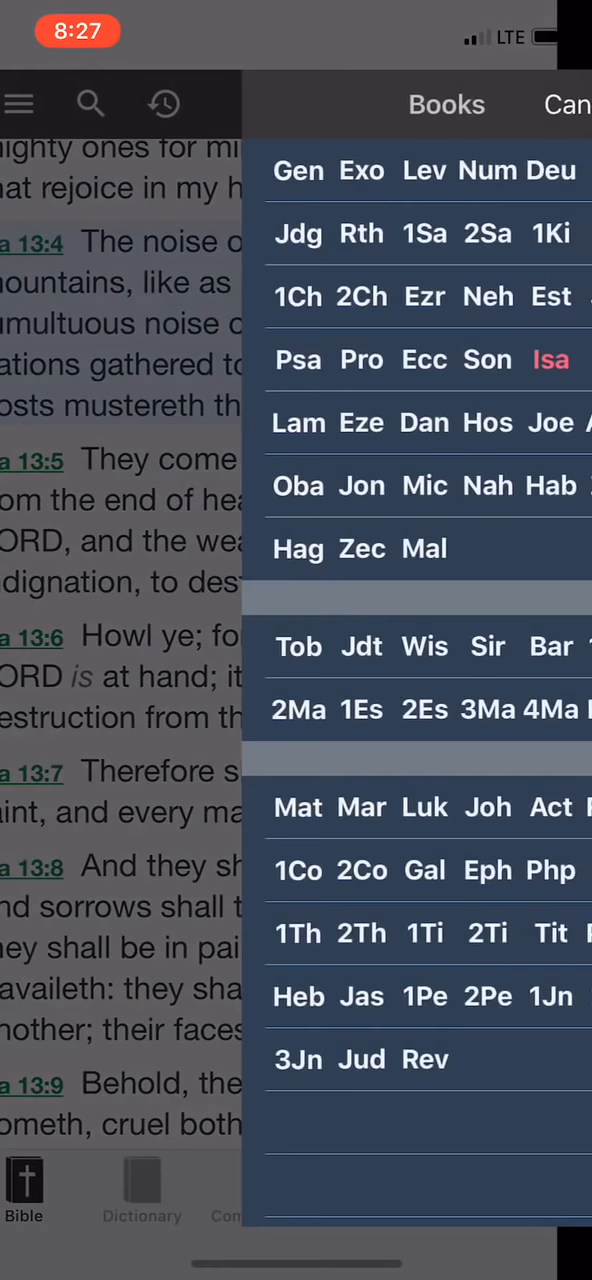 8:27
LTE
Books Can
ighty ones for mi
hat rejoice in my h
a 13:4 The noise o
ountains, like as
umultuous noise o
ations gathered to
osts mustereth th
a 13:5 They come
om the end of hea
ORD, and the wea
dignation, to des
a 13:6 Howl ye; fo
ORD is at hand; it
estruction from th
a 13:7 Therefore s
int, and every ma
a 13:8 And they sh
nd sorrows shall t
hey shall be in pai
availeth: they sha
nother; their faces
a 13:9 Behold, the
ometh, cruel both
Gen Exo Lev Num Deu
Jdg Rth 1Sa 2Sa 1Ki
1Ch 2Ch Ezr Neh Est
Psa Pro Ecc Son Isa
Lam Eze Dan Hos Joe
Oba Jon Mic Nah Hab
Hag Zec Mal
Tob Jdt Wis Sir Bar
2Ma 1Es 2Es 3Ma 4Ma
Mat Mar Luk Joh Act
1Co 2Co Gal Eph Php
1Th 2Th 1Ti 2Ti Tit
Heb Jas 1Pe 2Pe 1Jn
3Jn Jud Rev
Bible Dictionary Com